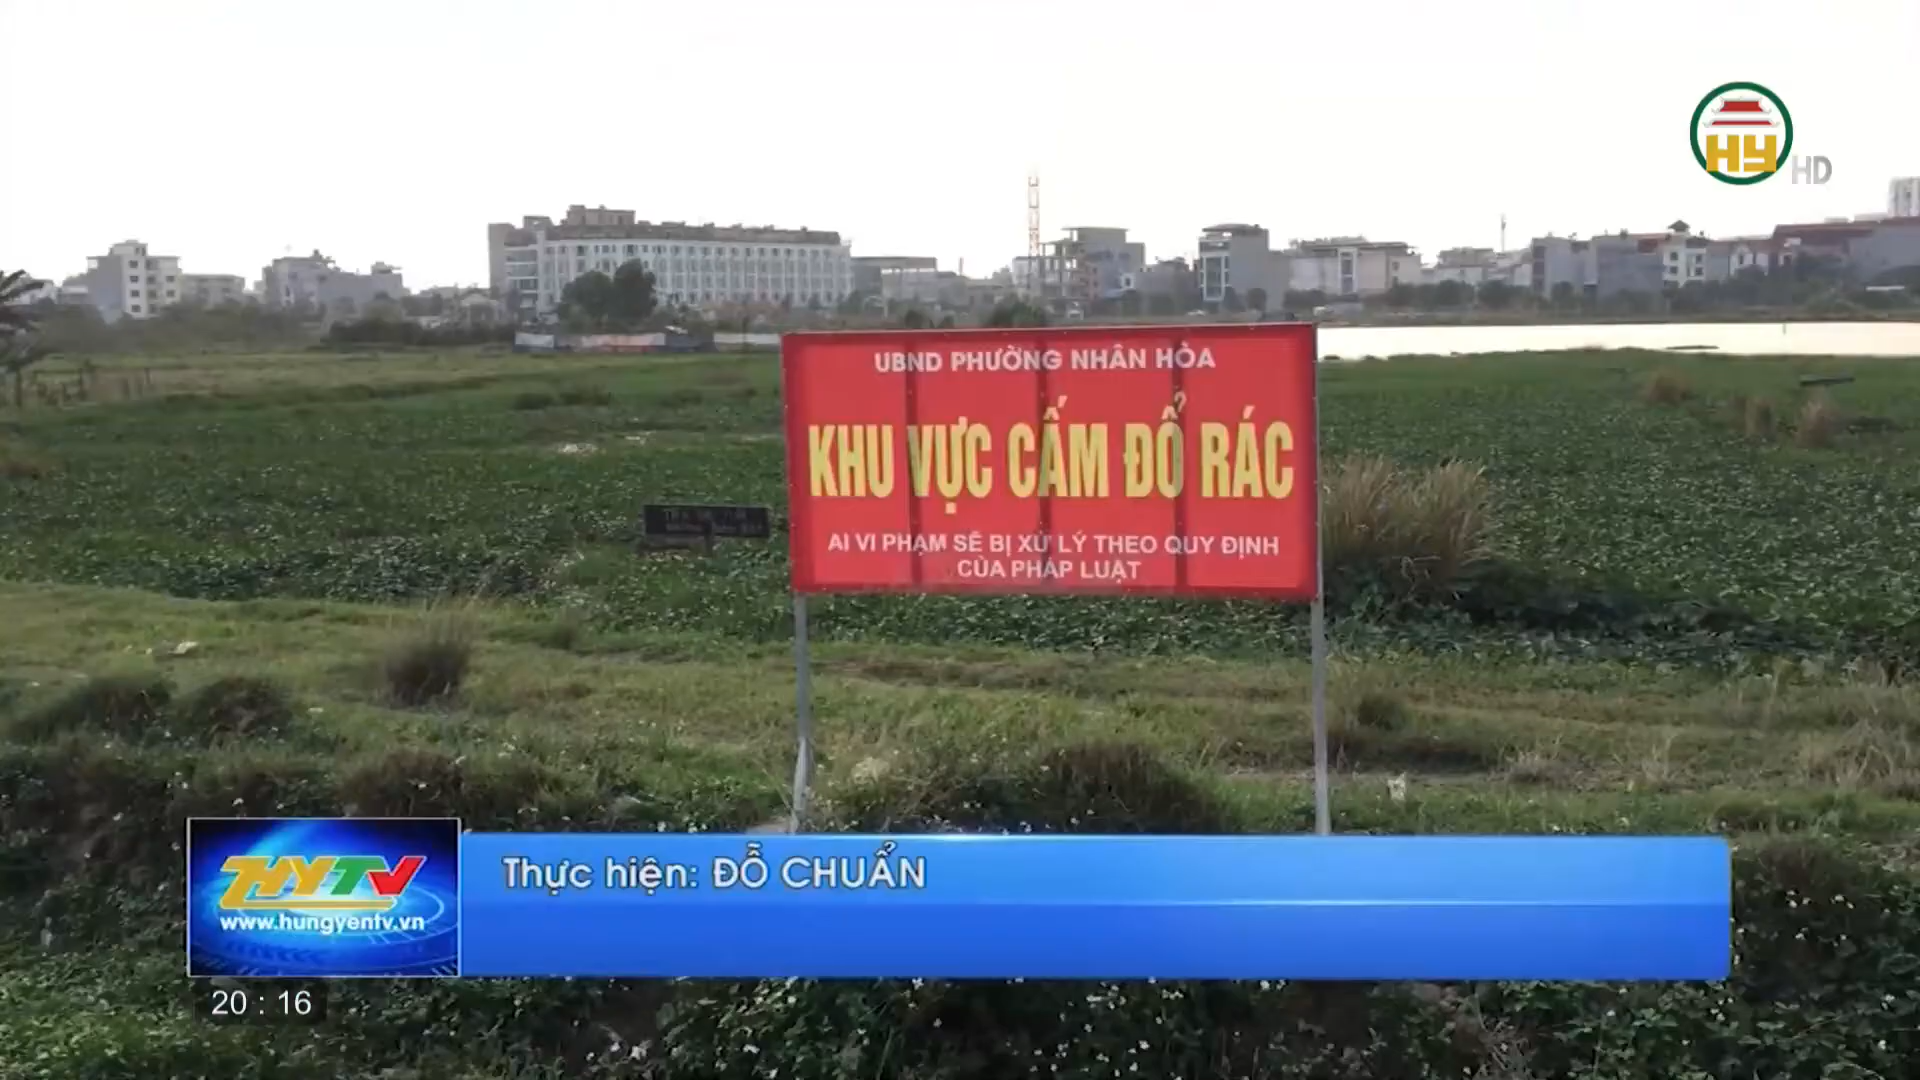 HY HD
UBND PHƯỜNG NHÂN HÒA
KHU VỰC CẤM ĐỔ RÁC
AI VI PHẠM SẼ BỊ XỬ LÝ THEO QUY ĐỊNH
CỦA PHÁP LUẬT
Thực hiện: ĐỖ CHUẨN
HYTV
www.hungyentv.vn
20 : 16